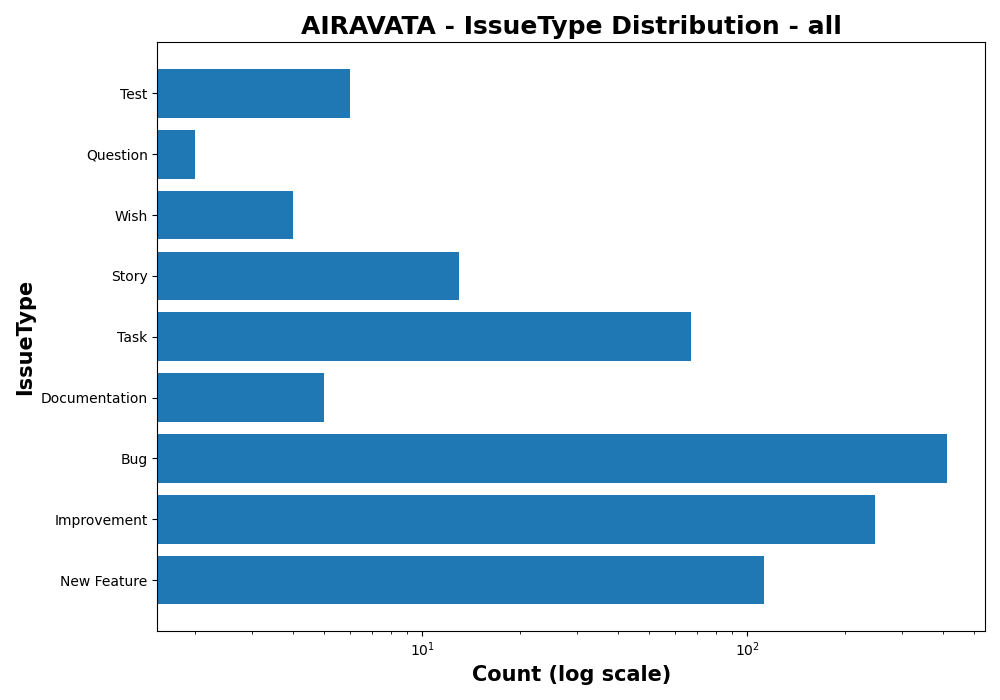 AIRAVATA - IssueType Distribution - all
IssueType
Test
Question
Wish
Story
Task
Documentation
Bug
Improvement
New Feature
10¹ 10²
Count (log scale)